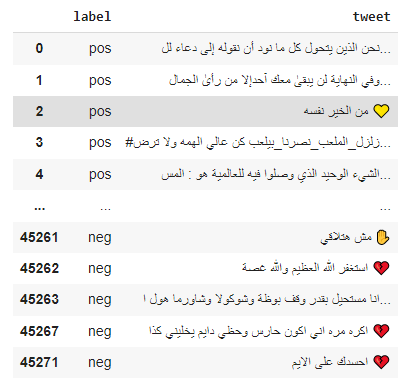 label tweet
0 pos نحن الذين يتحول كل ما نود أن نقوله إلى دعاء لل...
1 pos وفي النهاية لن يبقىٰ معك أحدإلا من رأىٰ الجمال...
2 pos من الخير نفسه 💛
3 pos #زلزل_الملعب_نصرنا_بيلعب كن عالي الهمه ولا ترض...
4 pos الشيء الوحيد الذي وصلوا فيه للعالمية هو : المس...
... ... ...
45261 neg مش هتلاقي ✋
45262 neg استغفر الله العظيم والله غصة 💔
45263 neg انا مستحيل بقدر وقف بوظة وشوكولا وشاورما هول ا...
45267 neg اكره مره اني اكون حارس وحظي دايم يخليني كذا 💔
45271 neg احسدك على الايم 💔